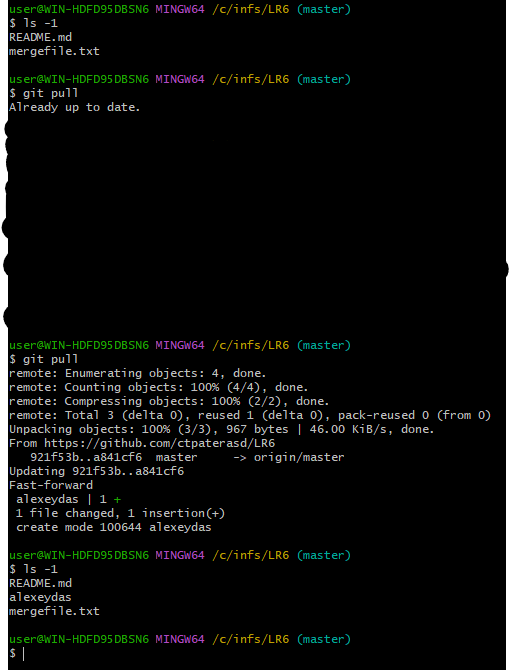 user@WIN-HDFD95DBSN6 MINGW64 /c/infs/LR6 (master)
$ ls -1
README.md
mergefile.txt
user@WIN-HDFD95DBSN6 MINGW64 /c/infs/LR6 (master)
$ git pull
Already up to date.
user@WIN-HDFD95DBSN6 MINGW64 /c/infs/LR6 (master)
$ git pull
remote: Enumerating objects: 4, done.
remote: Counting objects: 100% (4/4), done.
remote: Compressing objects: 100% (2/2), done.
remote: Total 3 (delta 0), reused 1 (delta 0), pack-reused 0 (from 0)
Unpacking objects: 100% (3/3), 967 bytes | 46.00 KiB/s, done.
From https://github.com/ctpaterasd/LR6
   921f53b..a841cf6  master     -> origin/master
Updating 921f53b..a841cf6
Fast-forward
 alexeydas | 1 +
 1 file changed, 1 insertion(+)
 create mode 100644 alexeydas
user@WIN-HDFD95DBSN6 MINGW64 /c/infs/LR6 (master)
$ ls -1
README.md
alexeydas
mergefile.txt
user@WIN-HDFD95DBSN6 MINGW64 /c/infs/LR6 (master)
$